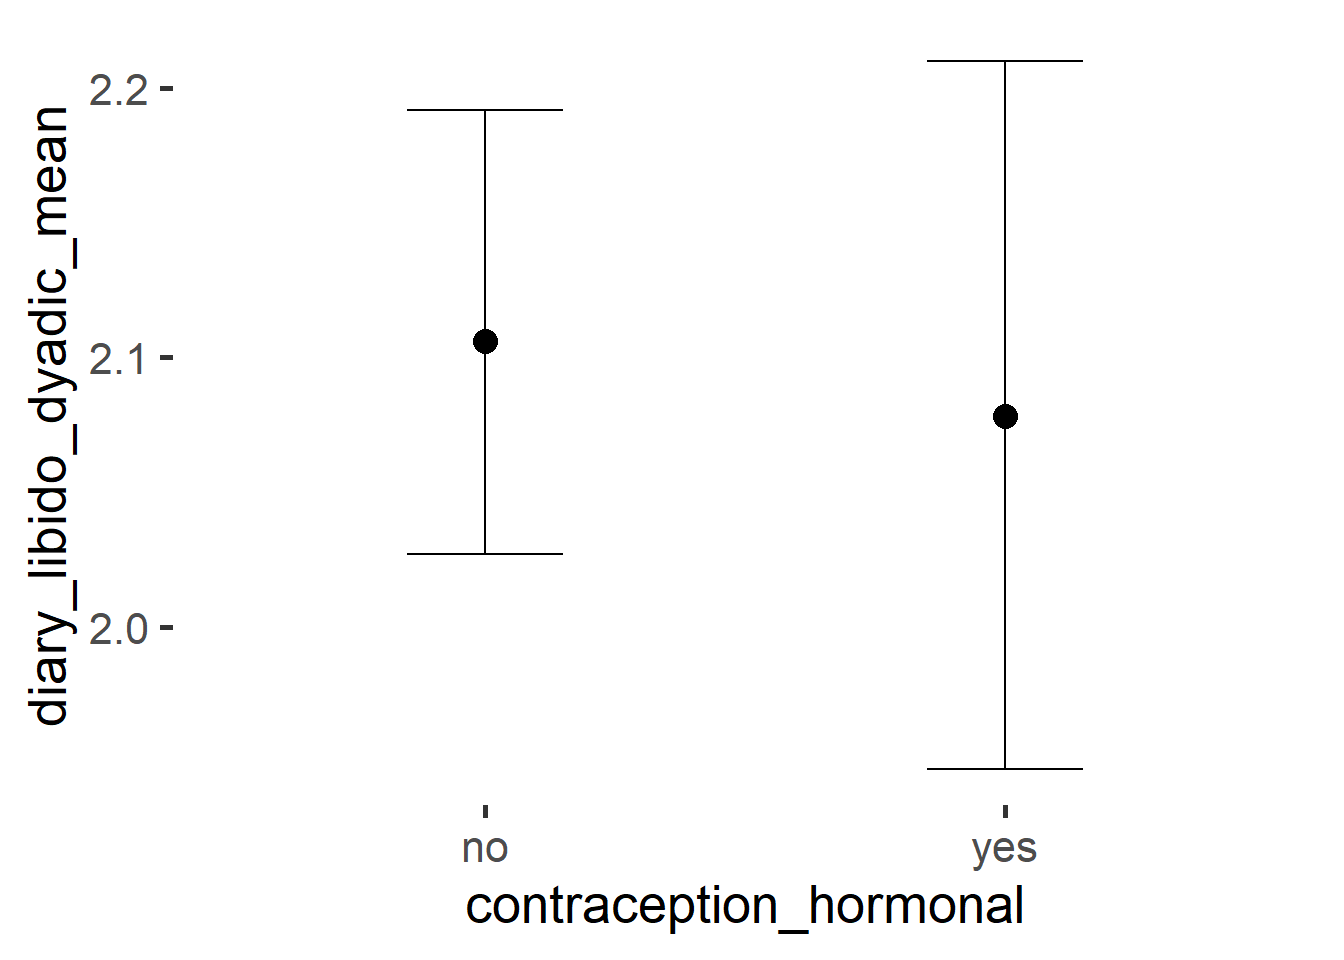 diary_libido_dyadic_mean
2.2
2.1
2.0
no
yes
contraception_hormonal